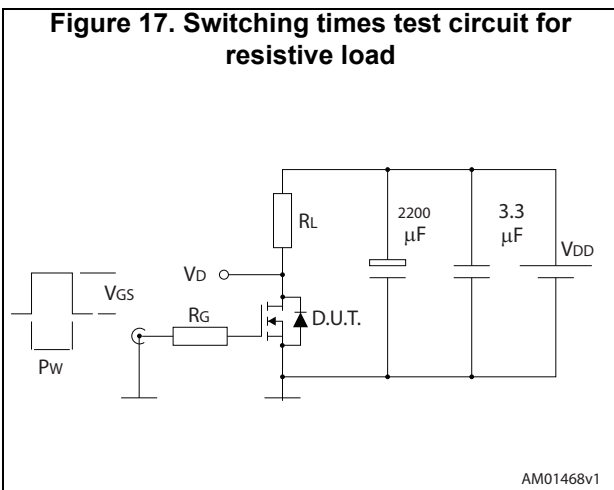 Figure 17. Switching times test circuit for
resistive load
RL
2200
μF
3.3
μF
VDD
VD
VGS
RG
D.U.T.
PW
AM01468v1